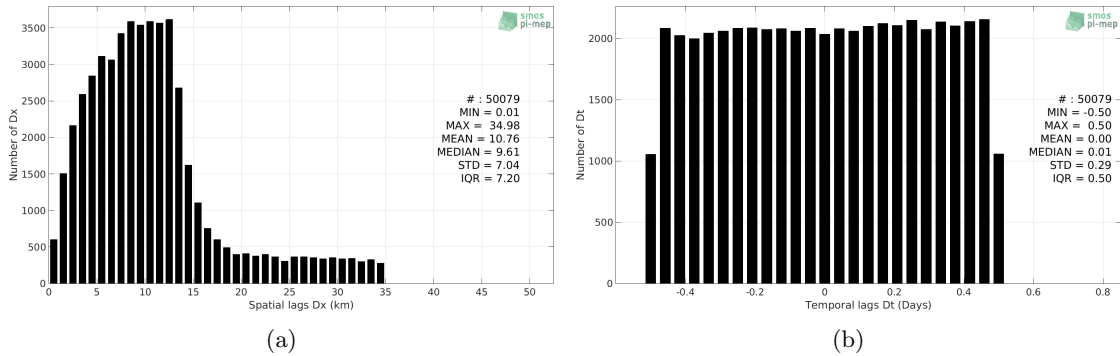 3500
3000
2500
2000
1500
1000
500
0
Number of Dx
smos
pi-mep
# : 50079
MIN = 0.01
MAX = 34.98
MEAN = 10.76
MEDIAN = 9.61
STD = 7.04
IQR = 7.20
0 5 10 15 20 25 30 35 40 45 50
Spatial lags Dx (km)
(a)
2000
1500
1000
500
0
Number of Dt
smos
pi-mep
# : 50079
MIN = -0.50
MAX = 0.50
MEAN = 0.00
MEDIAN = 0.01
STD = 0.29
IQR = 0.50
-0.4 -0.2 0 0.2 0.4 0.6 0.8
Temporal lags Dt (Days)
(b)